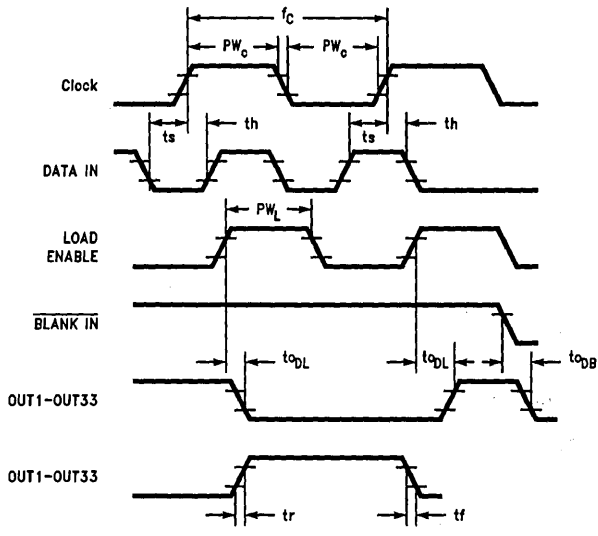 fC
PWC PWC
Clock
ts th ts th
DATA IN
PWL
LOAD
ENABLE
BLANK IN
toDL toDL toDB
OUT1-OUT33
OUT1-OUT33
tr tf